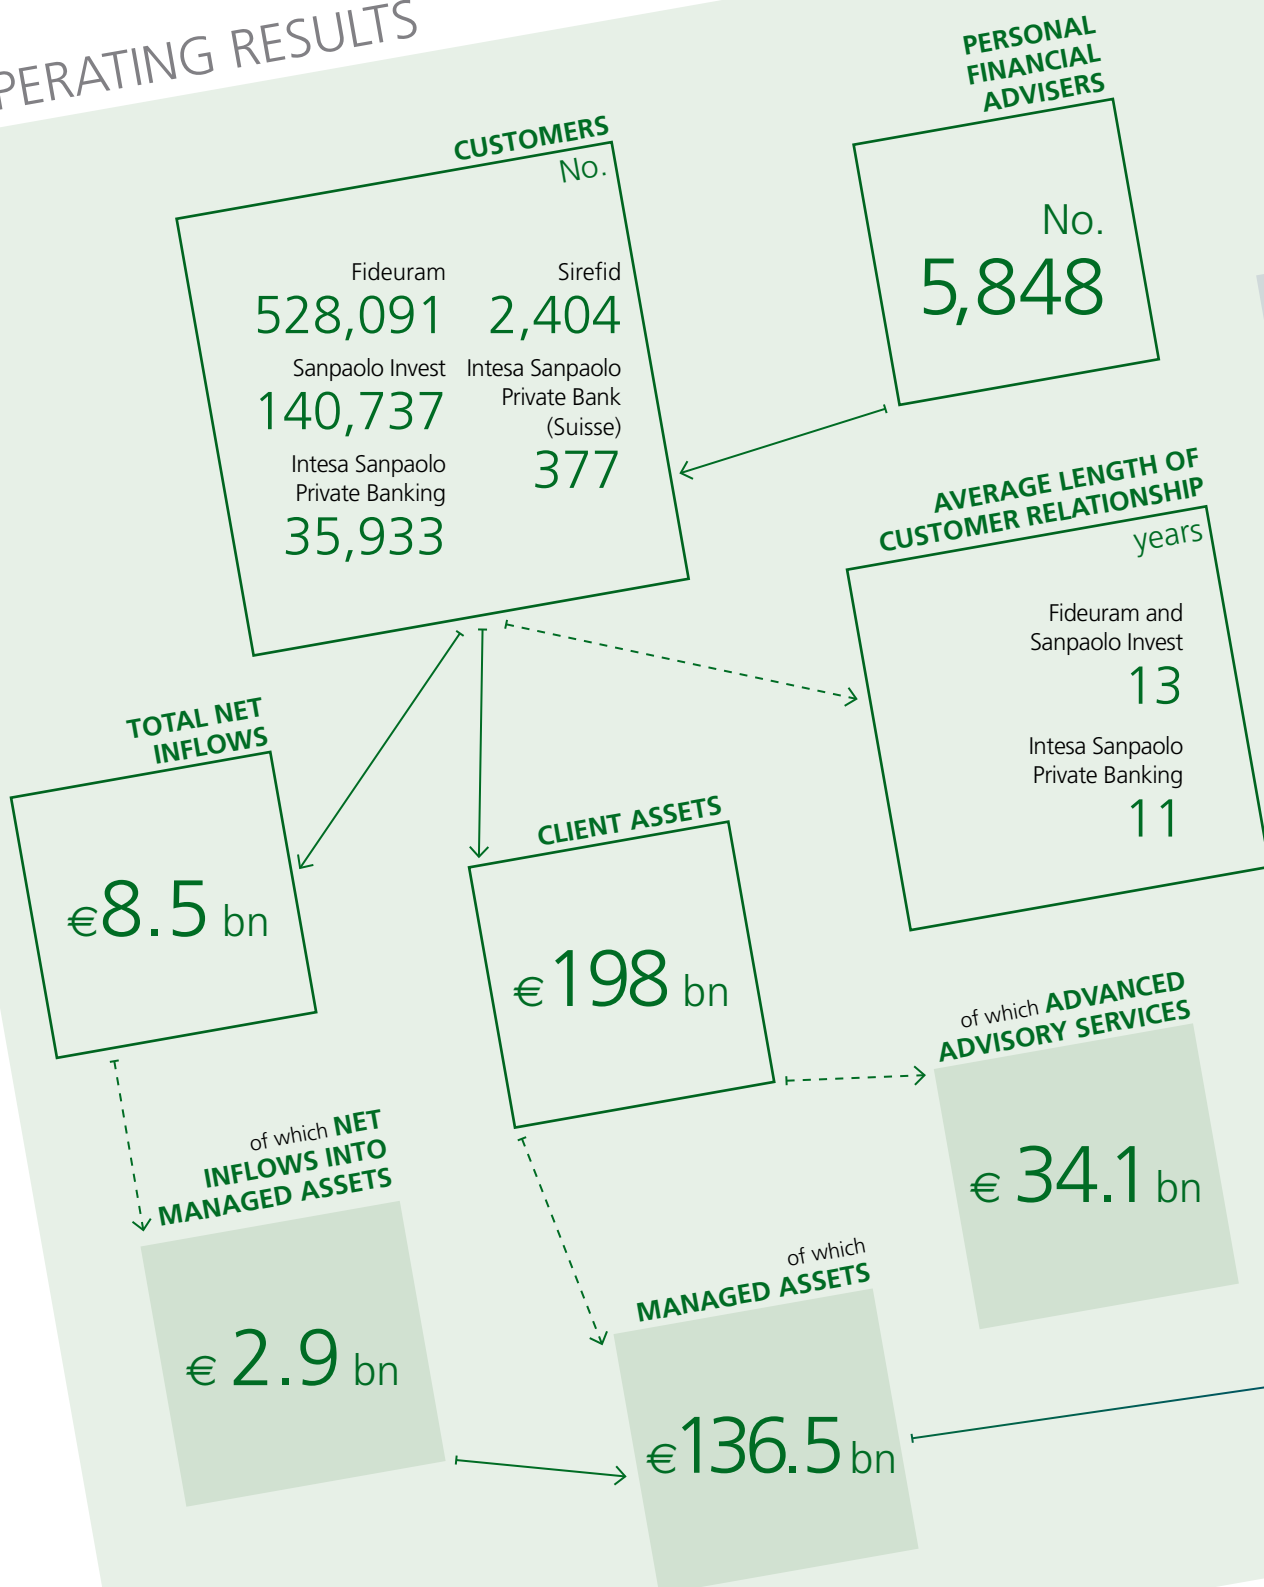 PERATING RESULTS
PERSONAL
FINANCIAL
ADVISERS
No.
5,848
CUSTOMERS
No.
Fideuram
528,091
Sanpaolo Invest
140,737
Intesa Sanpaolo
Private Banking
35,933
Sirefid
2,404
Intesa Sanpaolo
Private Bank
(Suisse)
377
AVERAGE LENGTH OF
CUSTOMER RELATIONSHIP
years
Fideuram and
Sanpaolo Invest
13
Intesa Sanpaolo
Private Banking
11
TOTAL NET
INFLOWS
€8.5 bn
CLIENT ASSETS
€198 bn
of which ADVANCED
ADVISORY SERVICES
€ 34.1 bn
of which NET
INFLOWS INTO
MANAGED ASSETS
€ 2.9 bn
of which
MANAGED ASSETS
€136.5 bn